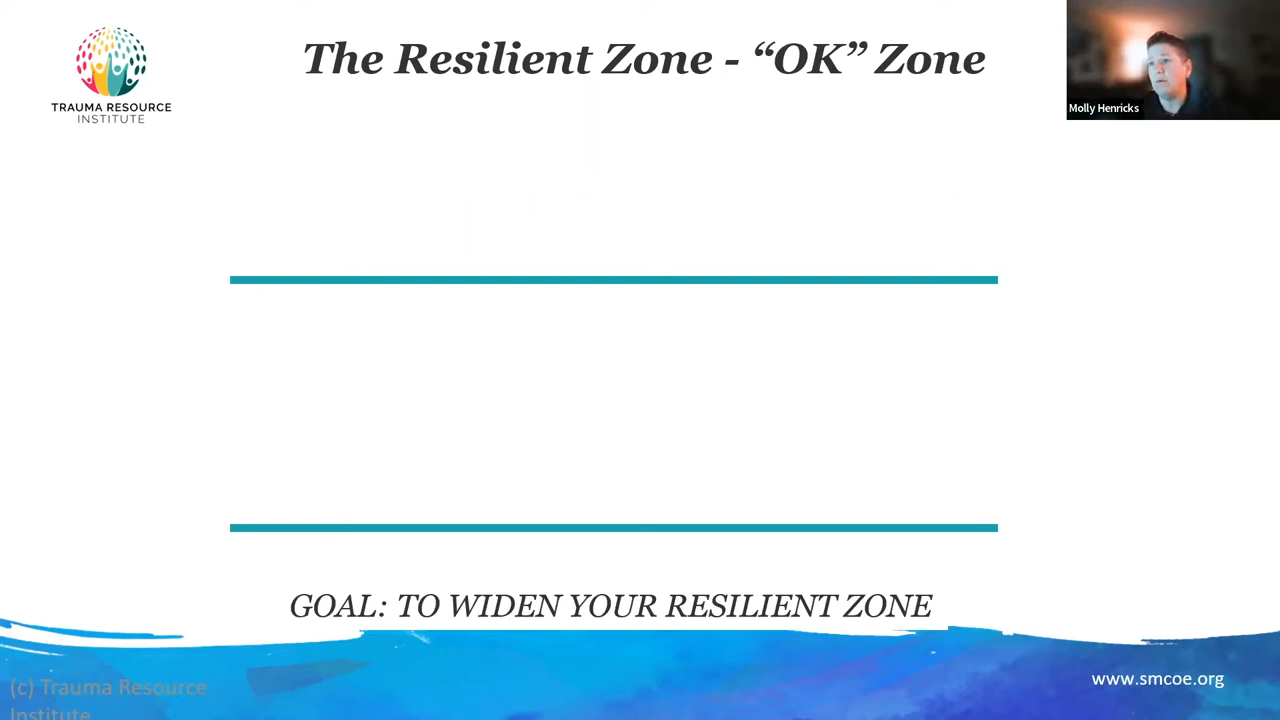 The Resilient Zone - “OK” Zone
TRAUMA RESOURCE
INSTITUTE
Molly Henricks
GOAL: TO WIDEN YOUR RESILIENT ZONE
www.smcoe.org
(c) Trauma Resource
Institute